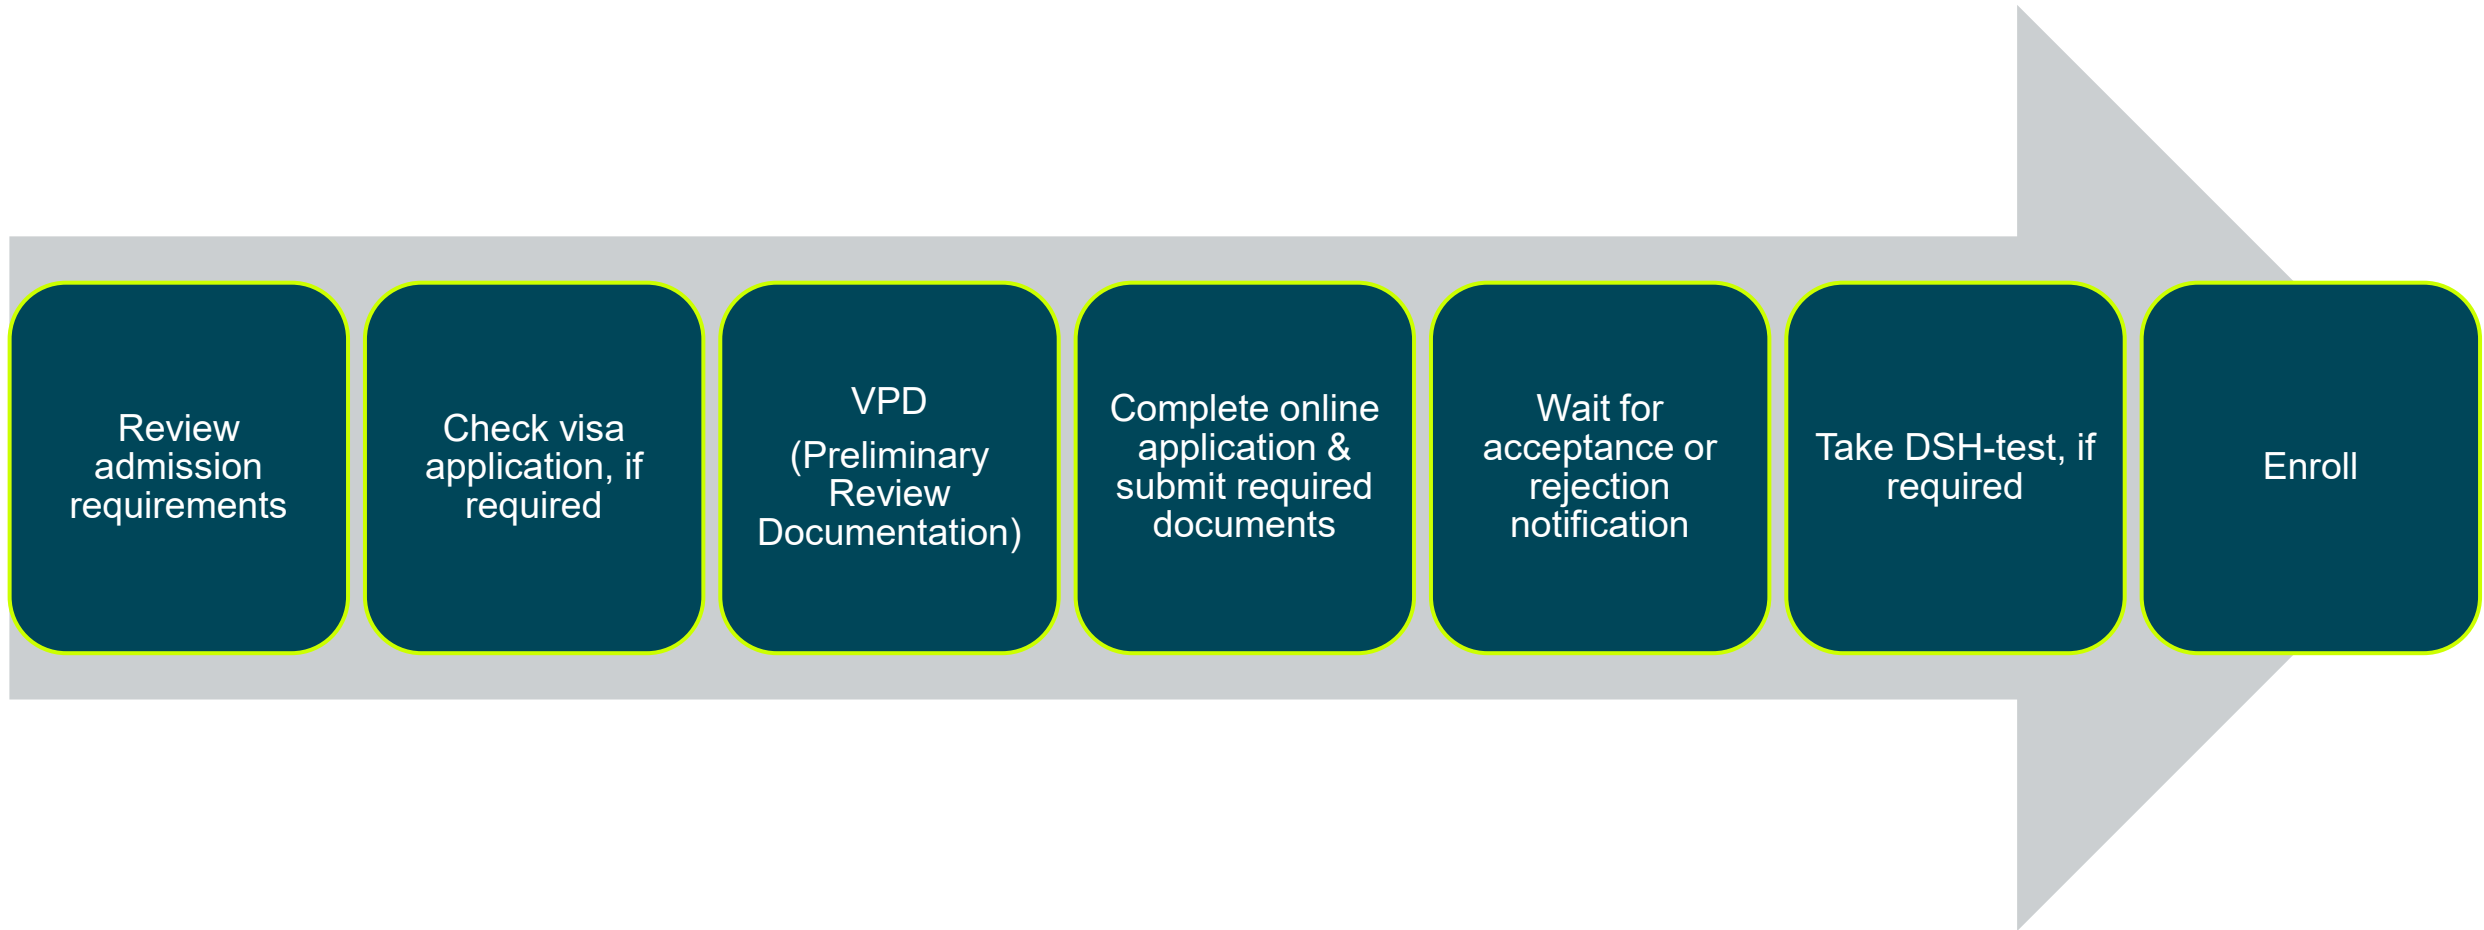 Review
admission
requirements
Check visa
application, if
required
VPD
(Preliminary
Review
Documentation)
Complete online
application &
submit required
documents
Wait for
acceptance or
rejection
notification
Take DSH-test, if
required
Enroll